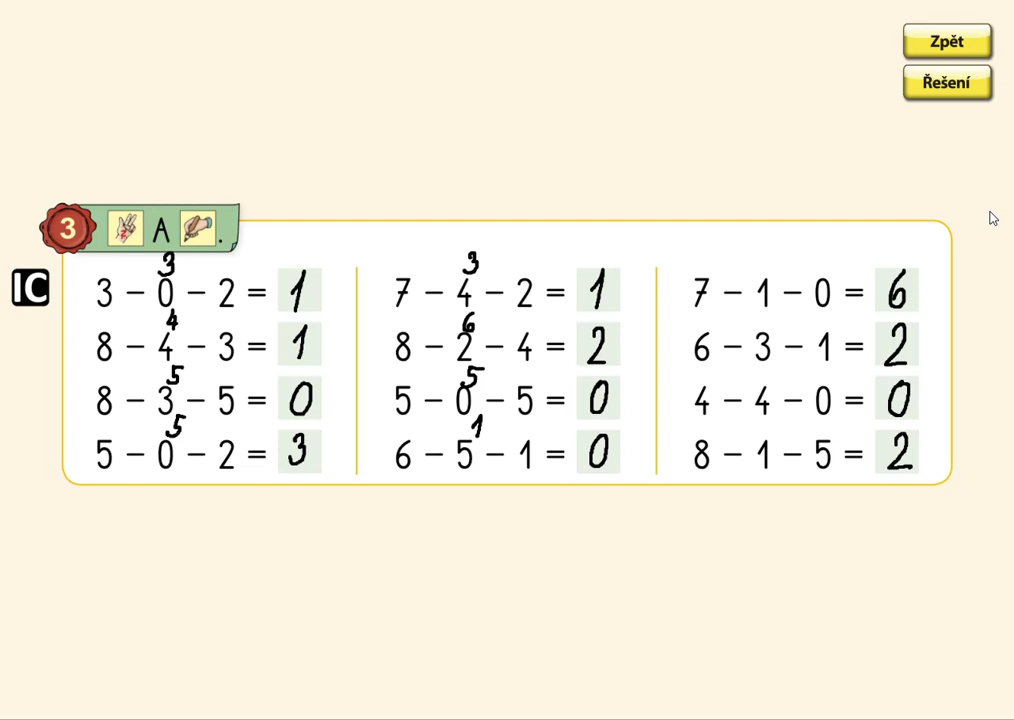 Zpět
Řešení
3 A .
IC
3
3 – 0 – 2 = 1
4
8 – 4 – 3 = 1
5
8 – 3 – 5 = 0
5
5 – 0 – 2 = 3
3
7 – 4 – 2 = 1
6
8 – 2 – 4 = 2
5
5 – 0 – 5 = 0
1
6 – 5 – 1 = 0
7 – 1 – 0 = 6
6 – 3 – 1 = 2
4 – 4 – 0 = 0
8 – 1 – 5 = 2